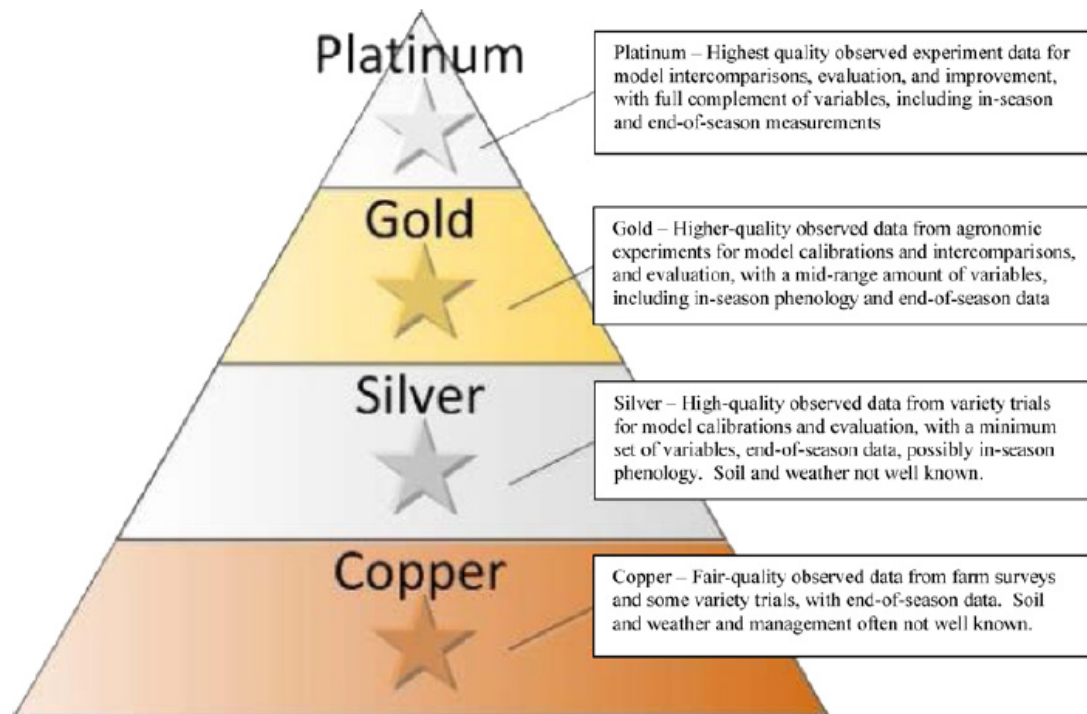 Platinum
Platinum – Highest quality observed experiment data for
model intercomparisons, evaluation, and improvement,
with full complement of variables, including in-season
and end-of-season measurements
Gold
Gold – Higher-quality observed data from agronomic
experiments for model calibrations and intercomparisons,
and evaluation, with a mid-range amount of variables,
including in-season phenology and end-of-season data
Silver
Silver – High-quality observed data from variety trials
for model calibrations and evaluation, with a minimum
set of variables, end-of-season data, possibly in-season
phenology. Soil and weather not well known.
Copper
Copper – Fair-quality observed data from farm surveys
and some variety trials, with end-of-season data. Soil
and weather and management often not well known.